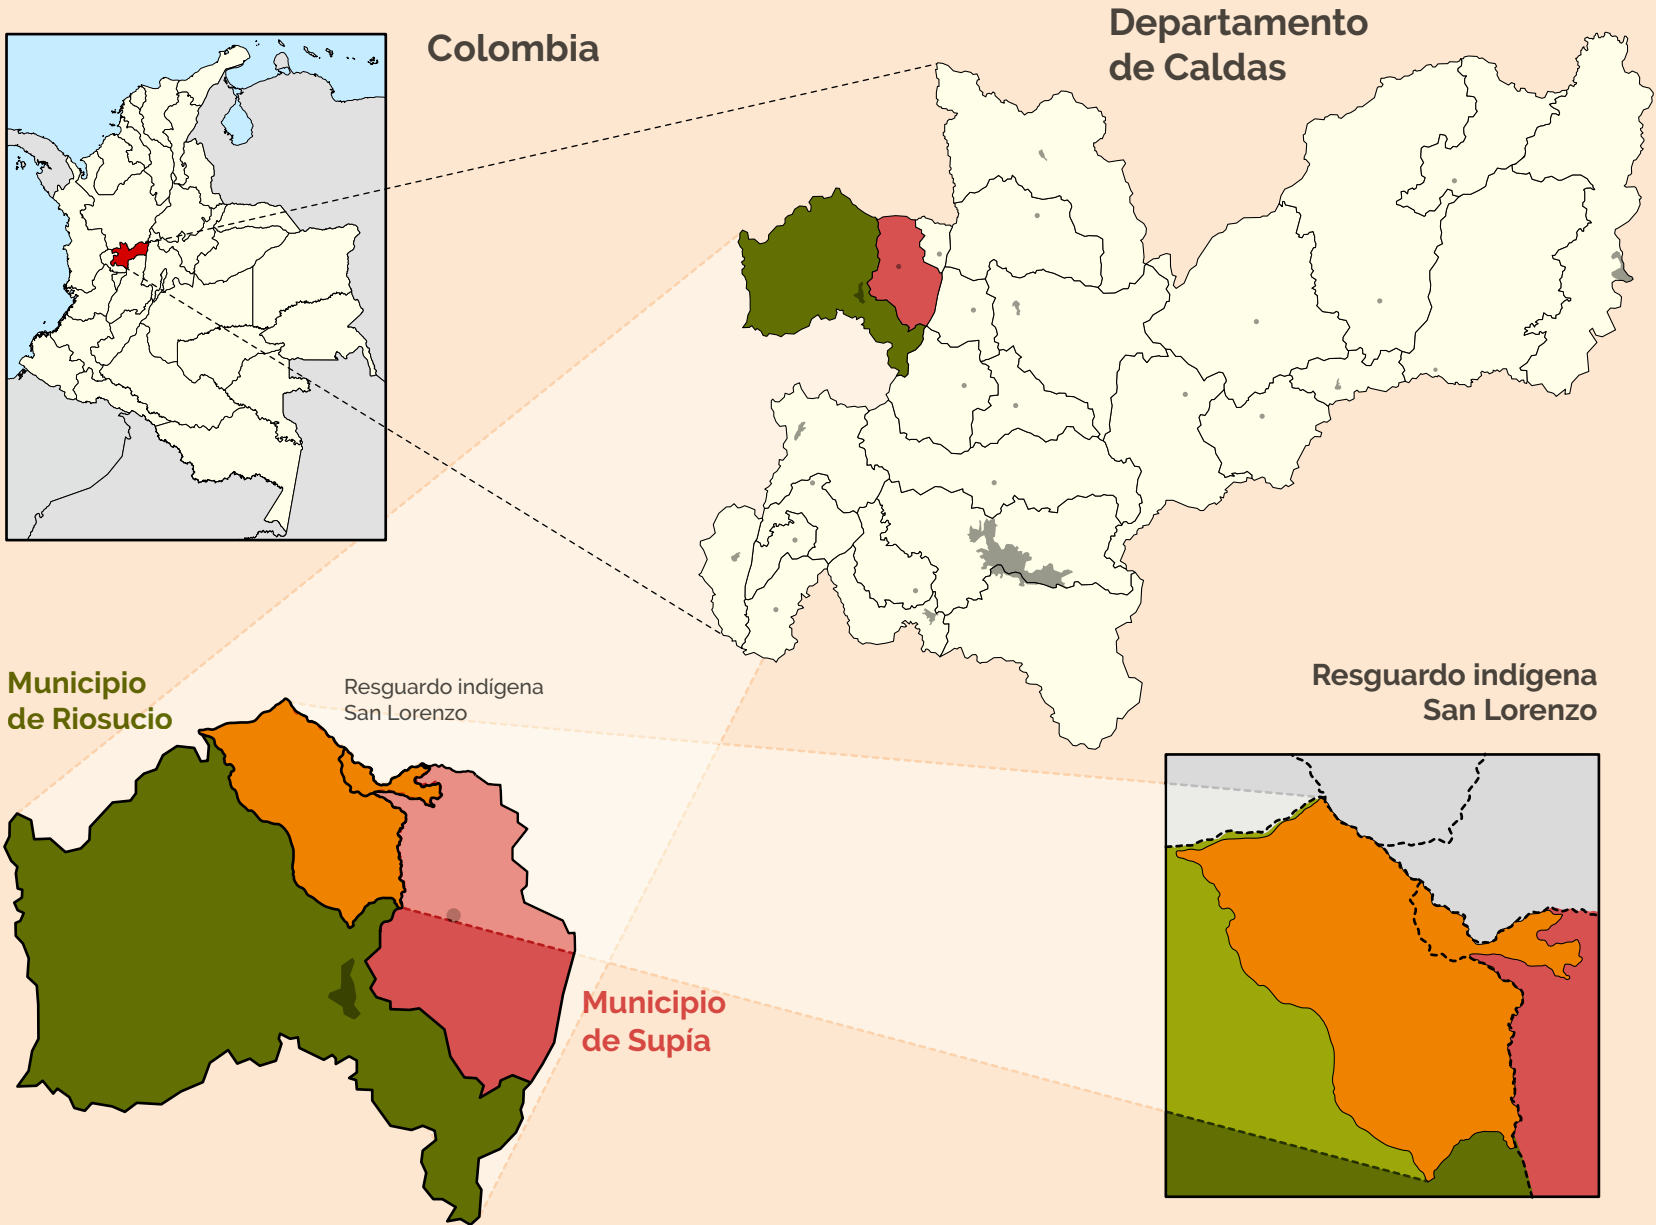 Colombia
Departamento
de Caldas
Municipio
de Riosucio
Resguardo indígena
San Lorenzo
Resguardo indígena
San Lorenzo
Municipio
de Supía